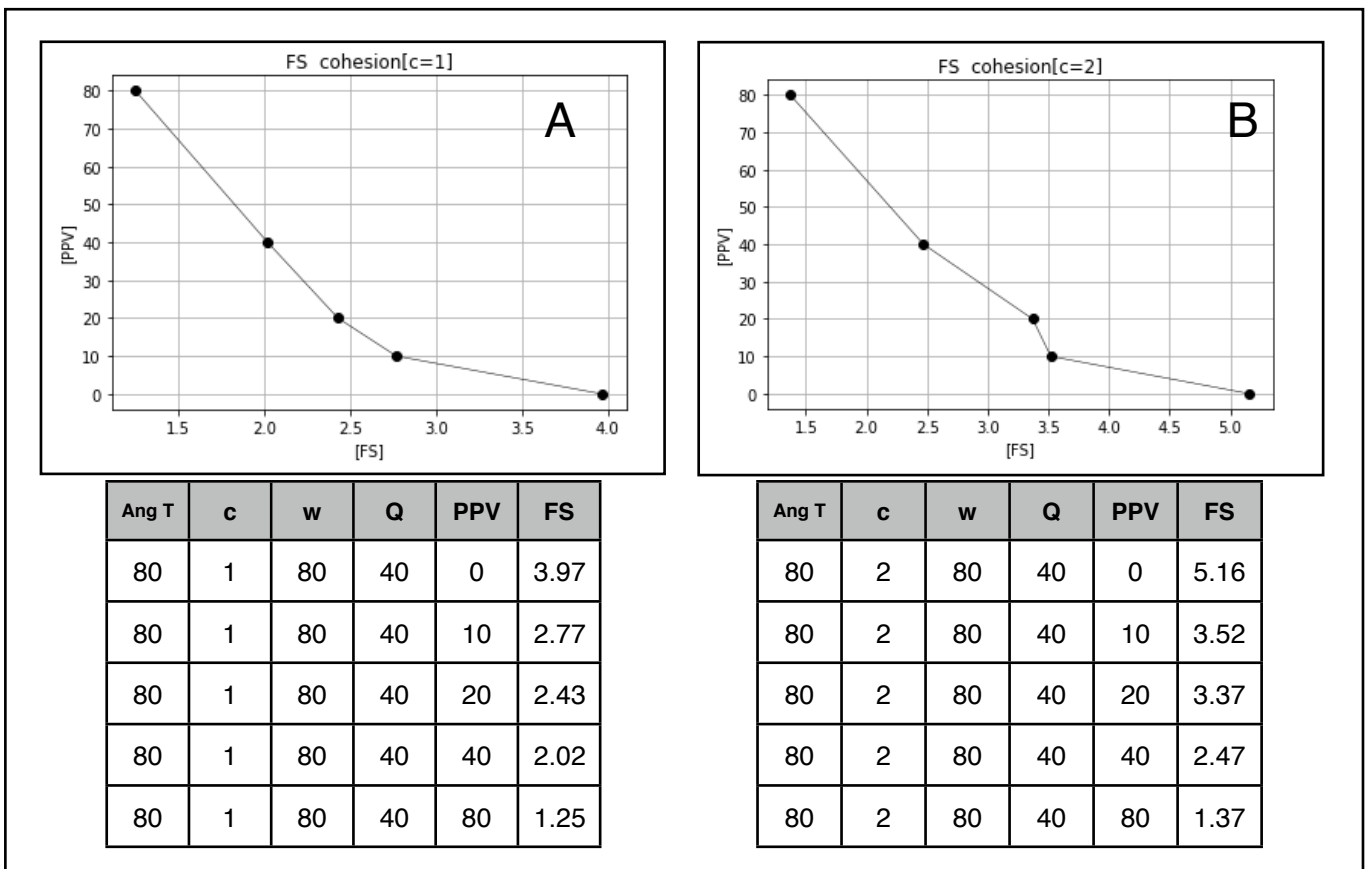 FS cohesion[c=1]
A
80
70
60
50
40
30
20
10
0
[PPV]
1.5 2.0 2.5 3.0 3.5 4.0
[FS]
FS cohesion[c=2]
B
80
70
60
50
40
30
20
10
0
[PPV]
1.5 2.0 2.5 3.0 3.5 4.0 4.5 5.0
[FS]
Ang T c w Q PPV FS
80 1 80 40 0 3.97
80 1 80 40 10 2.77
80 1 80 40 20 2.43
80 1 80 40 40 2.02
80 1 80 40 80 1.25
Ang T c w Q PPV FS
80 2 80 40 0 5.16
80 2 80 40 10 3.52
80 2 80 40 20 3.37
80 2 80 40 40 2.47
80 2 80 40 80 1.37